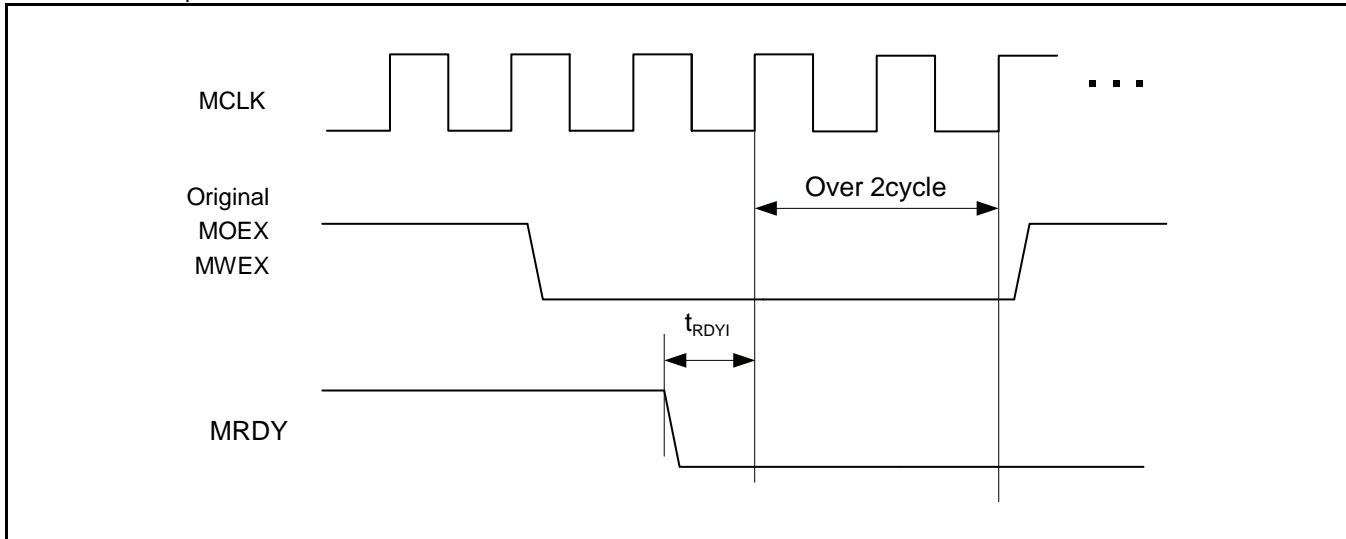 MCLK
. . .
Original
MOEX
MWEX
Over 2cycle
tRDYI
MRDY